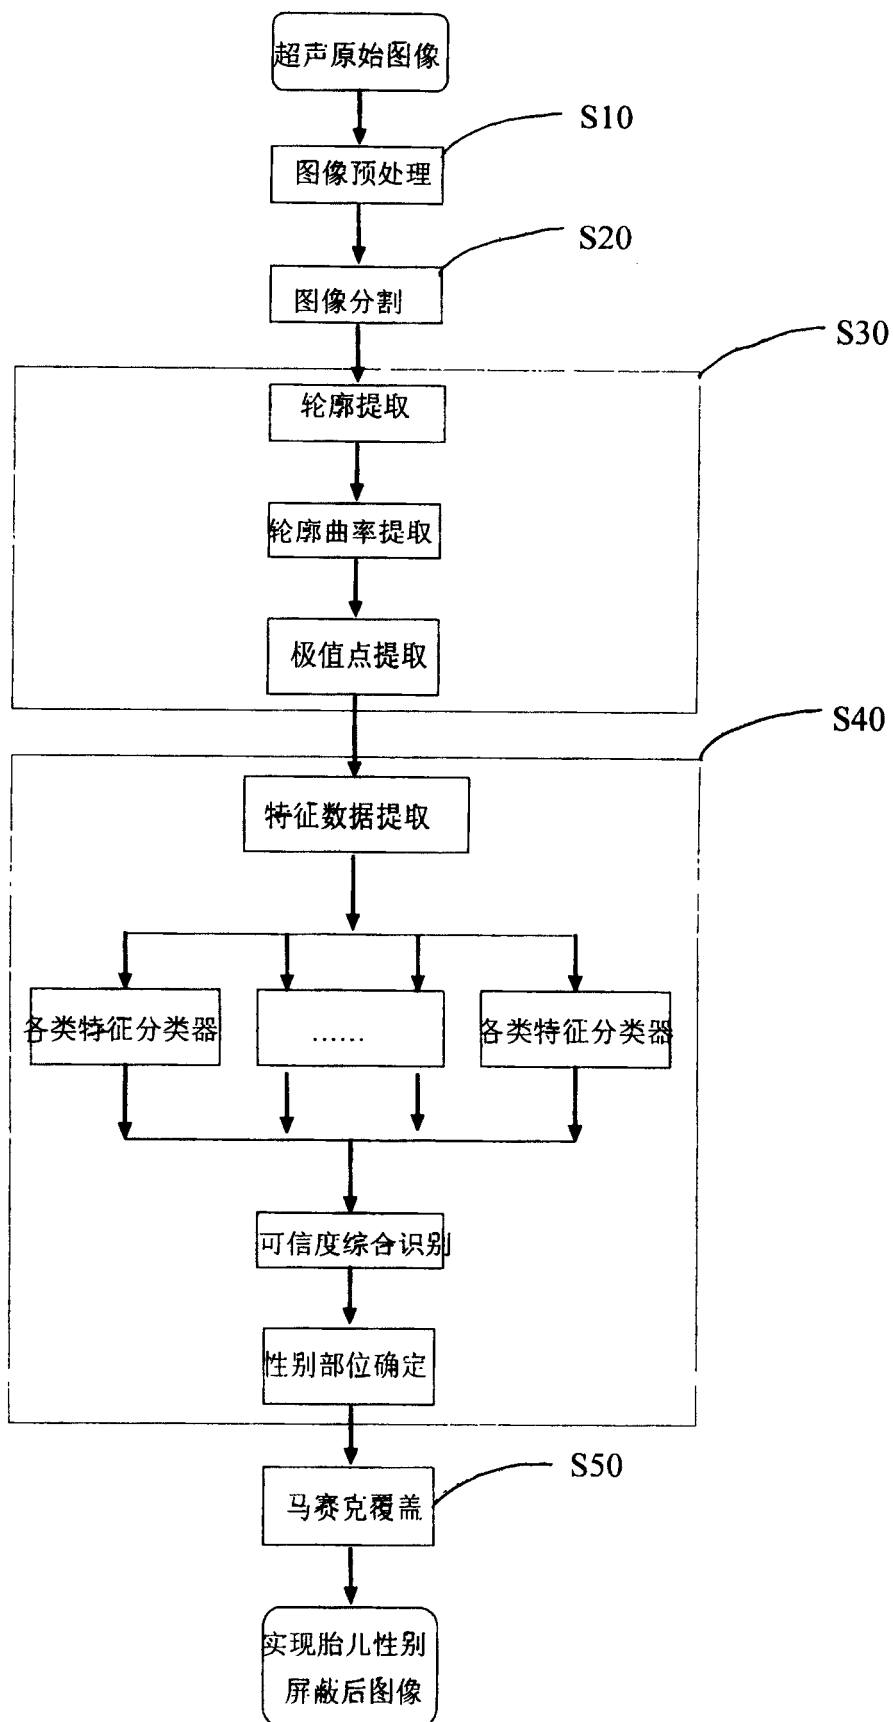 超声原始图像
S10
图像预处理
S20
图像分割
S30
轮廓提取
轮廓曲率提取
极值点提取
S40
特征数据提取
各类特征分类器
……
各类特征分类器
可信度综合识别
性别部位确定
S50
马赛克覆盖
实现胎儿性别
屏蔽后图像